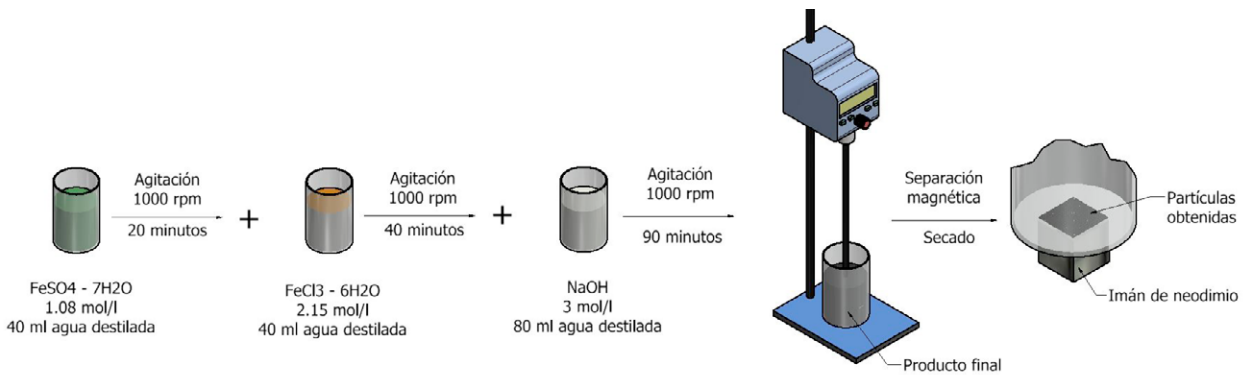 Agitación
1000 rpm
20 minutos
+
FeSO4 - 7H2O
1.08 mol/l
40 ml agua destilada
Agitación
1000 rpm
40 minutos
+
FeCl3 - 6H2O
2.15 mol/l
40 ml agua destilada
Agitación
1000 rpm
90 minutos
NaOH
3 mol/l
80 ml agua destilada
Producto final
Separación
magnética
Secado
Partículas
obtenidas
Imán de neodimio